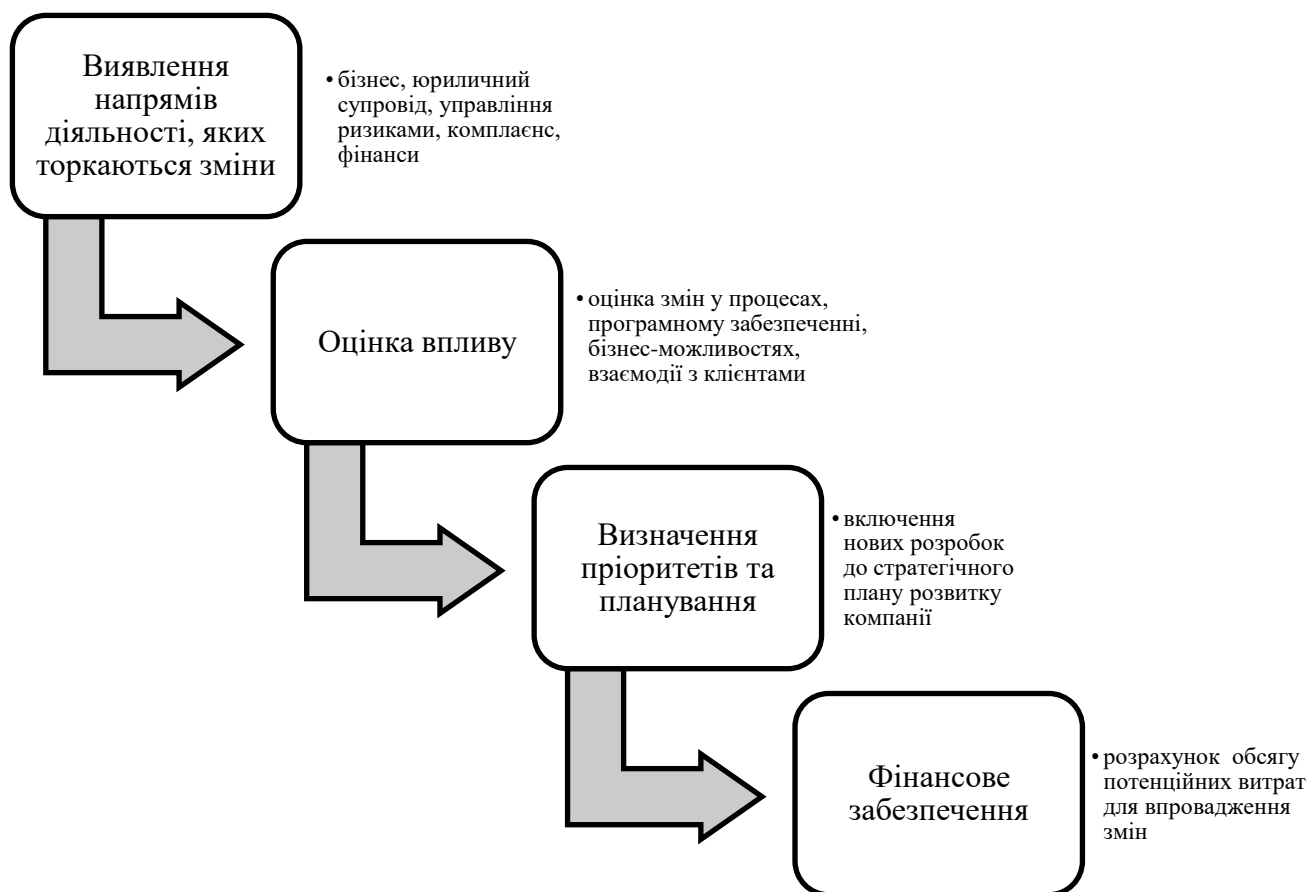 Виявлення
напрямів
діяльності, яких
торкаються зміни
• бізнес, юриличний
супровід, управління
ризиками, комплаєнс,
фінанси
Оцінка впливу
• оцінка змін у процесах,
програмному забезпеченні,
бізнес-можливостях,
взаємодії з клієнтами
Визначення
пріоритетів та
планування
• включення
нових розробок
до стратегічного
плану розвитку
компанії
Фінансове
забезпечення
• розрахунок обсягу
потенційних витрат
для впровадження
змін